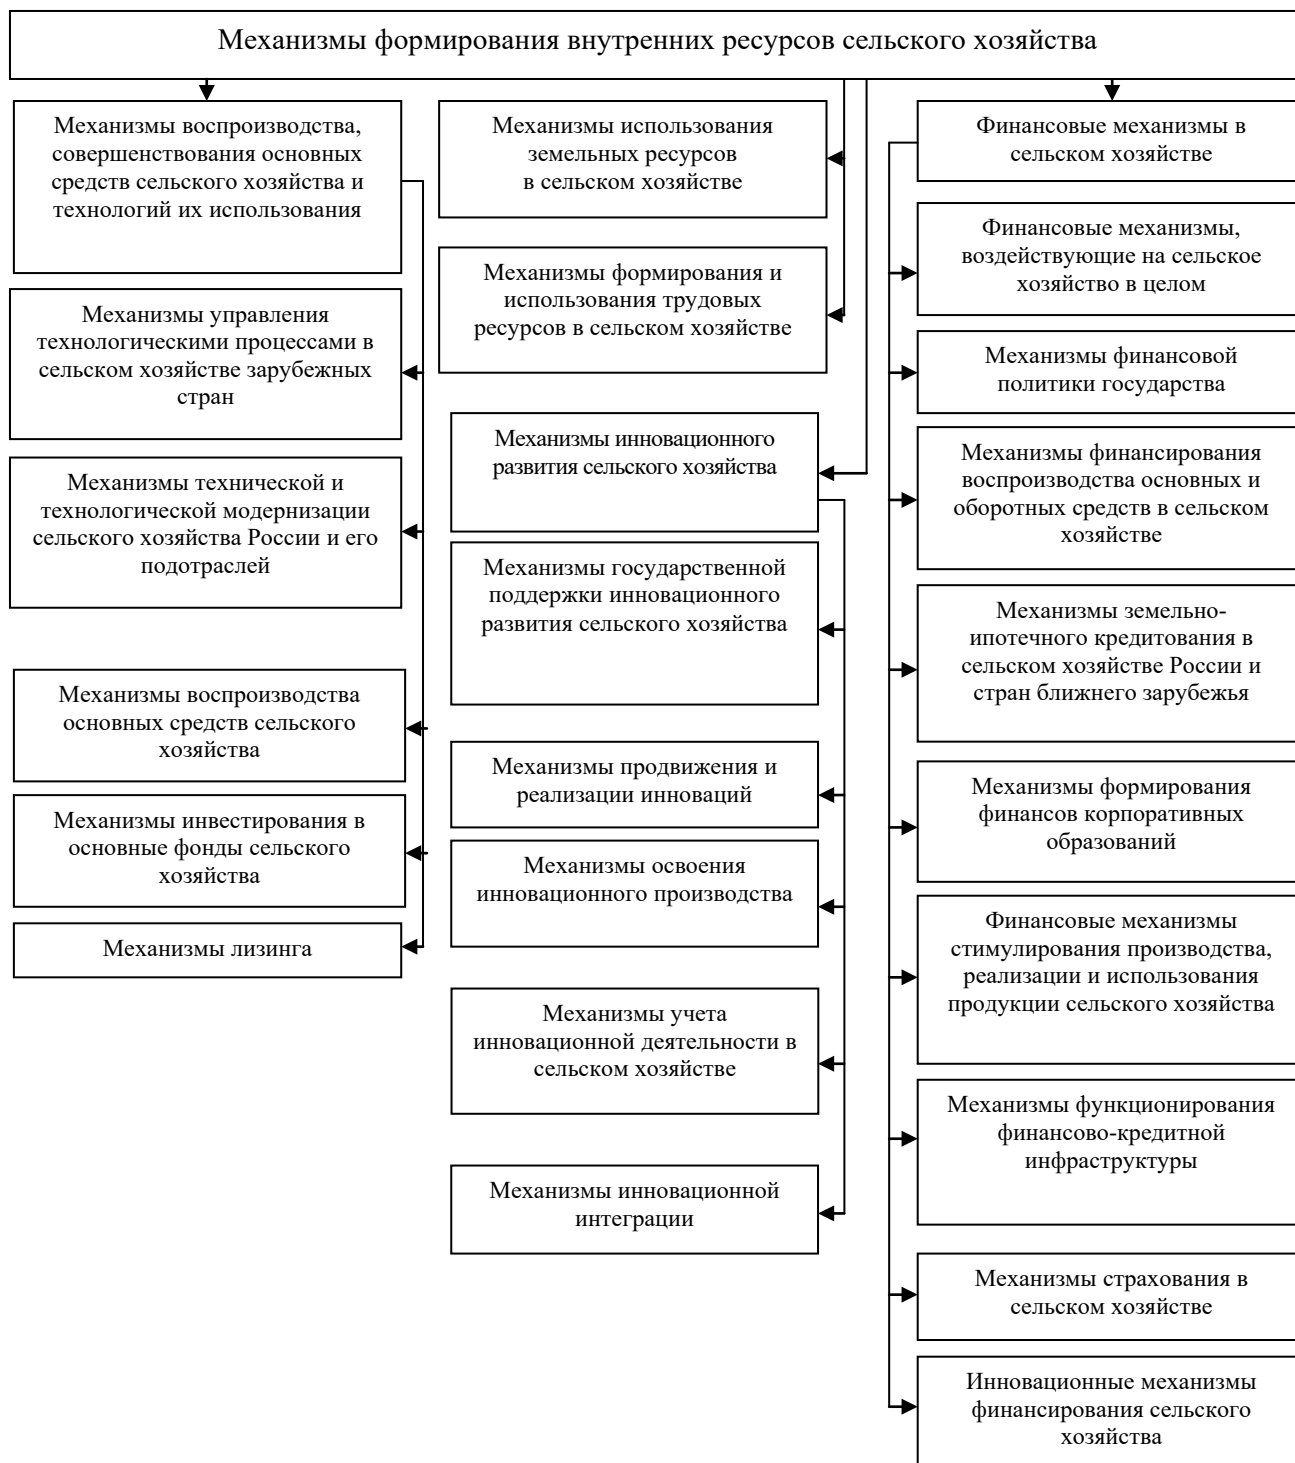 Механизмы формирования внутренних ресурсов сельского хозяйства
Механизмы воспроизводства,
совершенствования основных
средств сельского хозяйства и
технологий их использования
Механизмы управления
технологическими процессами в
сельском хозяйстве зарубежных
стран
Механизмы технической и
технологической модернизации
сельского хозяйства России и его
подотраслей
Механизмы воспроизводства
основных средств сельского
хозяйства
Механизмы инвестирования в
основные фонды сельского
хозяйства
Механизмы лизинга
Механизмы использования
земельных ресурсов
в сельском хозяйстве
Механизмы формирования и
использования трудовых
ресурсов в сельском хозяйстве
Механизмы инновационного
развития сельского хозяйства
Механизмы государственной
поддержки инновационного
развития сельского хозяйства
Механизмы продвижения и
реализации инноваций
Механизмы освоения
инновационного производства
Механизмы учета
инновационной деятельности в
сельском хозяйстве
Механизмы инновационной
интеграции
Финансовые механизмы в
сельском хозяйстве
Финансовые механизмы,
воздействующие на сельское
хозяйство в целом
Механизмы финансовой
политики государства
Механизмы финансирования
воспроизводства основных и
оборотных средств в сельском
хозяйстве
Механизмы земельно-
ипотечного кредитования в
сельском хозяйстве России и
стран ближнего зарубежья
Механизмы формирования
финансов корпоративных
образований
Финансовые механизмы
стимулирования производства,
реализации и использования
продукции сельского хозяйства
Механизмы функционирования
финансово-кредитной
инфраструктуры
Механизмы страхования в
сельском хозяйстве
Инновационные механизмы
финансирования сельского
хозяйства